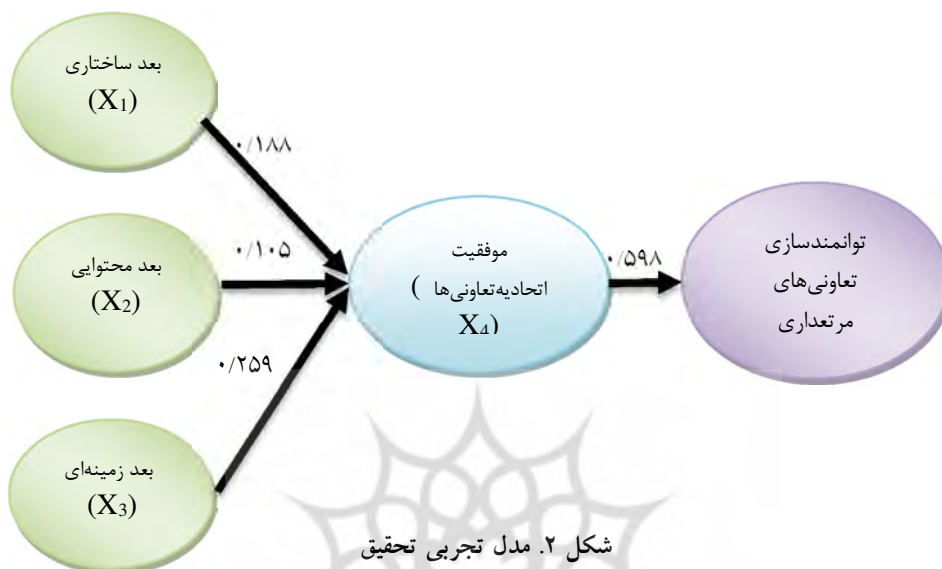 بعد ساختاری
(X1)
۰/۱۸۸
بعد محتوایی
(X2)
۰/۱۰۵
موفقیت
اتحادیه‌تعاونی‌ها (
X4)
۰/۵۹۸
توانمندسازی
تعاونی‌های
مرتعداری
۰/۲۵۹
بعد زمینه‌ای
(X3)
شکل ۲. مدل تجربی تحقیق